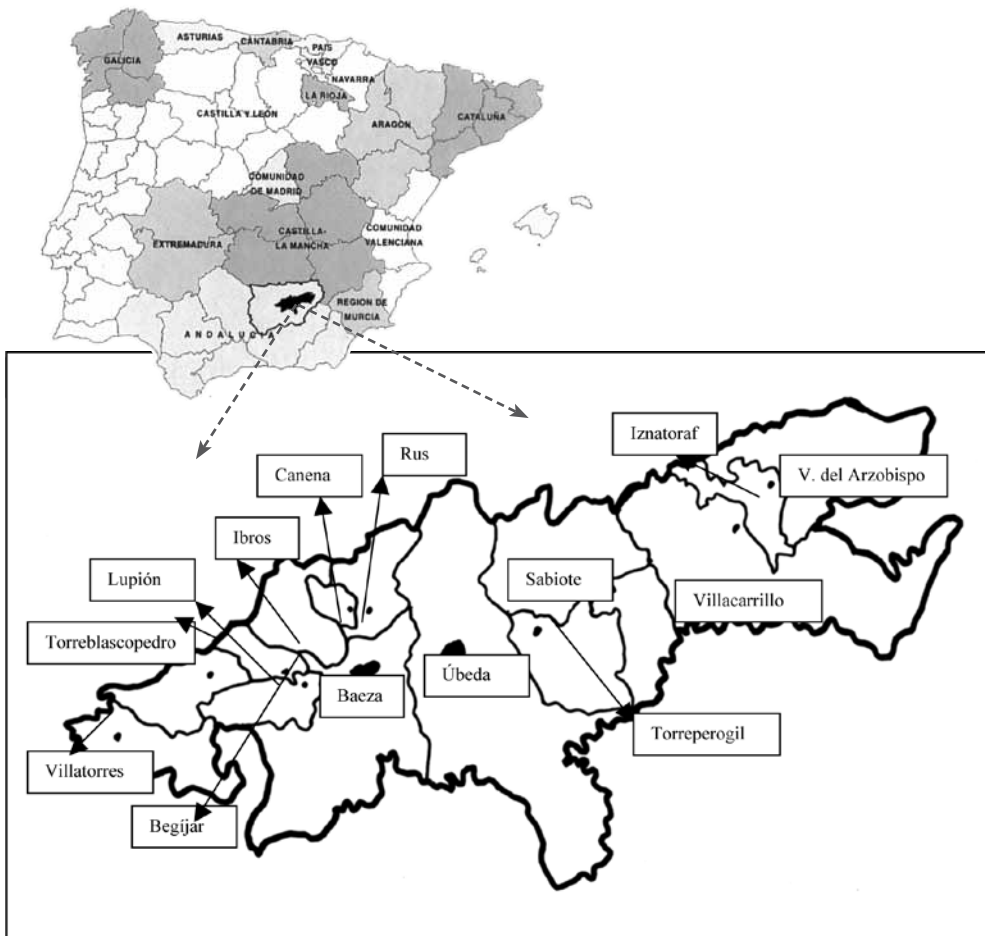 ASTURIAS
CANTABRIA
PAIS
VASCO
GALICIA
NAVARRA
LA RIOJA
CASTILLA Y LEÓN
ARAGÓN
CATALUÑA
COMUNIDAD
DE MADRID
CASTILLA-
LA MANCHA
COMUNIDAD
VALENCIANA
EXTREMADURA
REGION DE
MURCIA
ANDALUCIA
Iznatoraf
Rus
V. del Arzobispo
Canena
Ibros
Lupión
Sabiote
Villacarrillo
Torreblascopedro
Úbeda
Baeza
Torreperogil
Villatorres
Begíjar